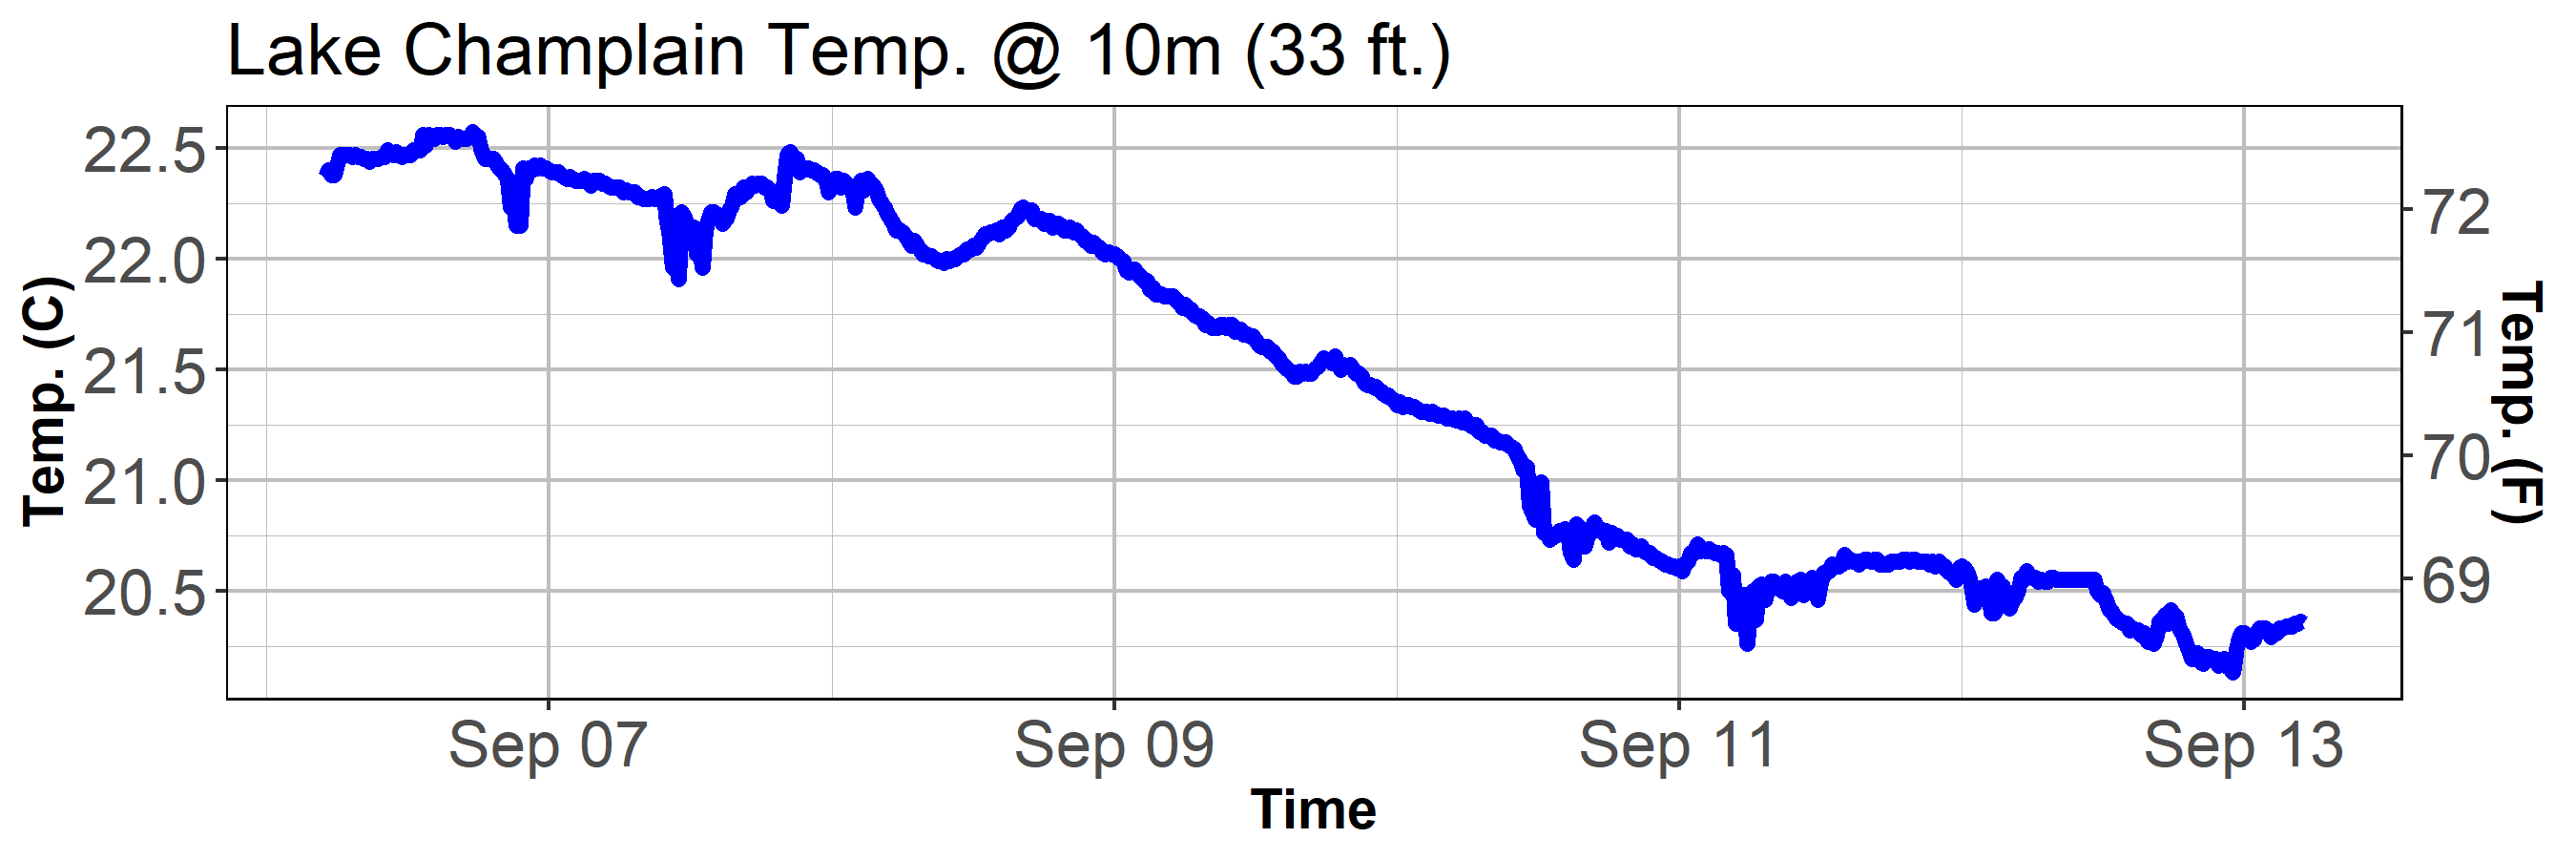 Lake Champlain Temp. @ 10m (33 ft.)
Temp. (C)
22.5
22.0
21.5
21.0
20.5
72
71
70
69
Temp. (F)
Sep 07
Sep 09
Sep 11
Sep 13
Time